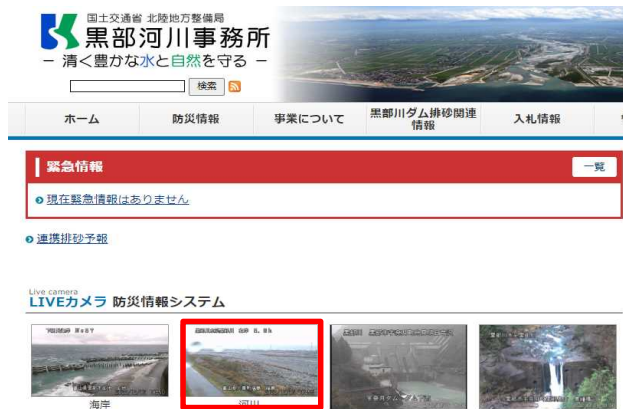 国土交通省 北陸地方整備局
黒部河川事務所
－ 清く豊かな水と自然を守る －
検索
ホーム 防災情報 事業について 黒部川ダム排砂関連情報 入札情報
緊急情報 一覧
現在緊急情報はありません
連携排砂予報
Live camera
LIVEカメラ 防災情報システム
海岸 河川